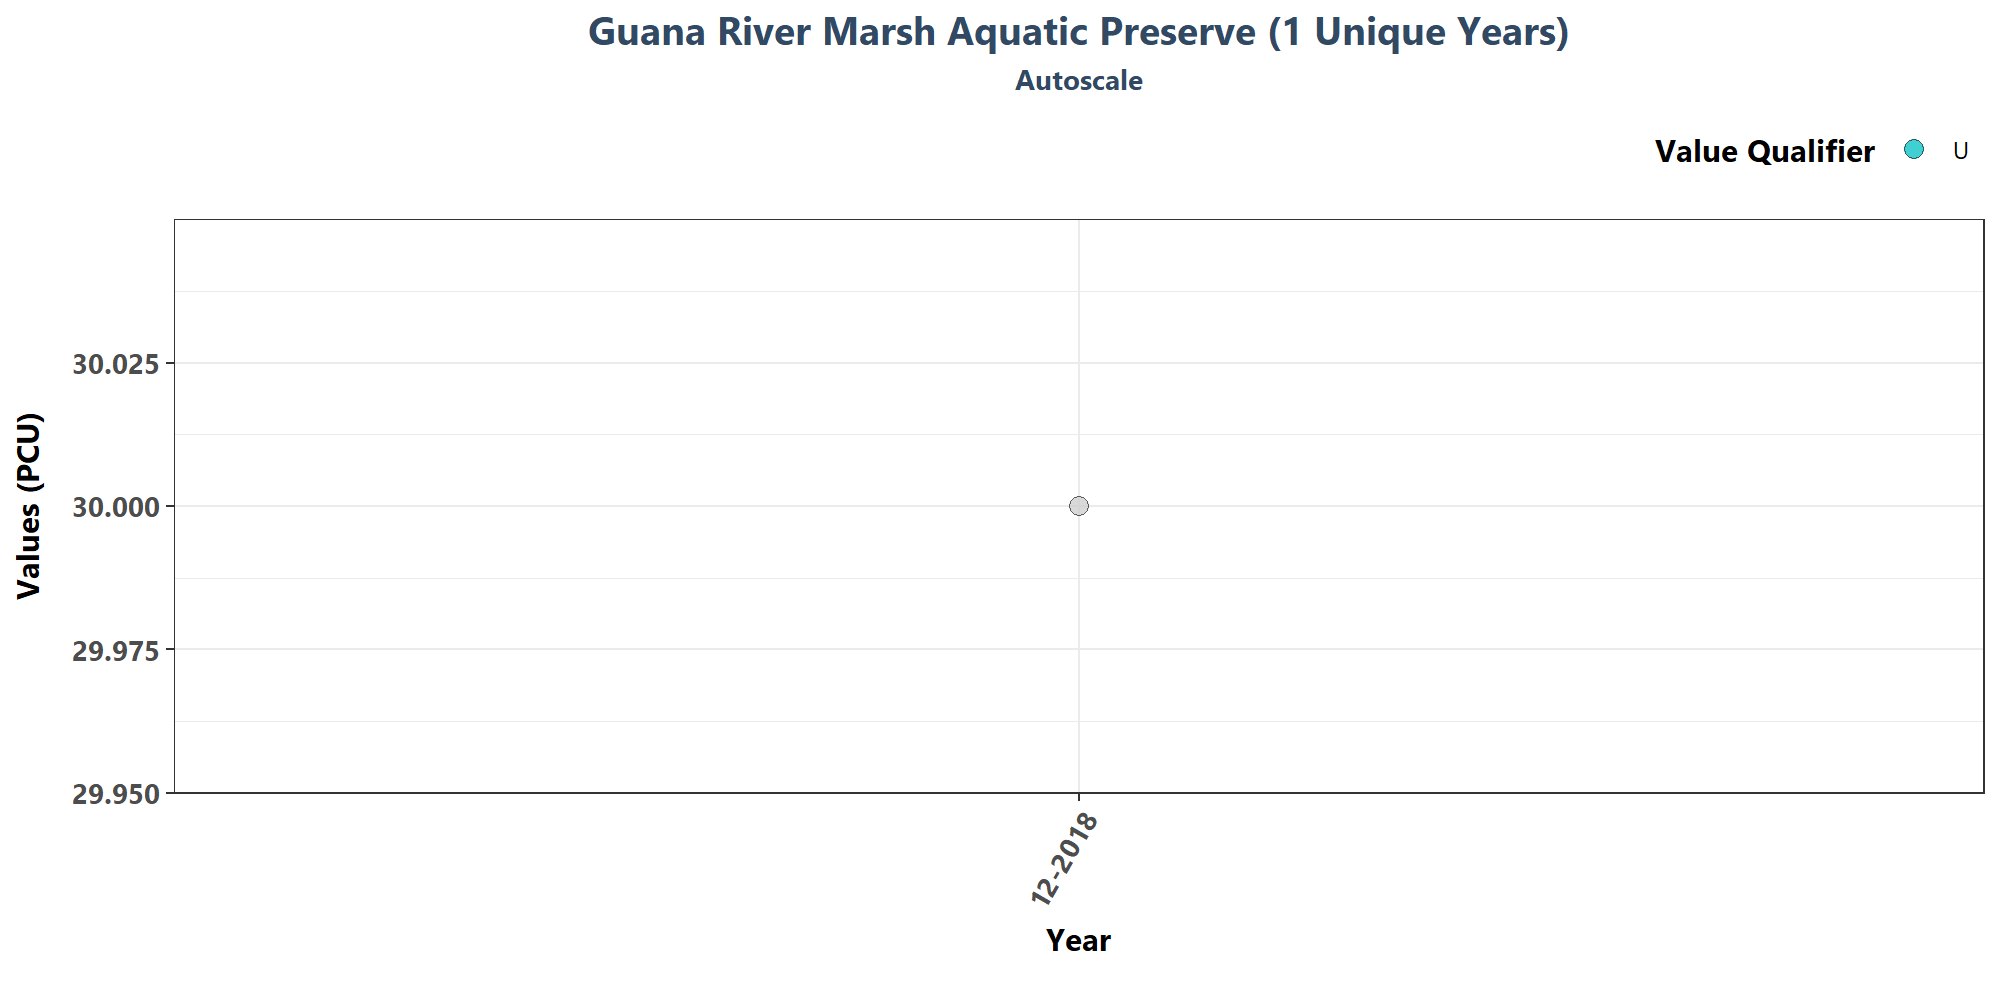 Guana River Marsh Aquatic Preserve (1 Unique Years)
Autoscale
Value Qualifier U
Values (PCU)
30.025
30.000
29.975
29.950
12-2018
Year